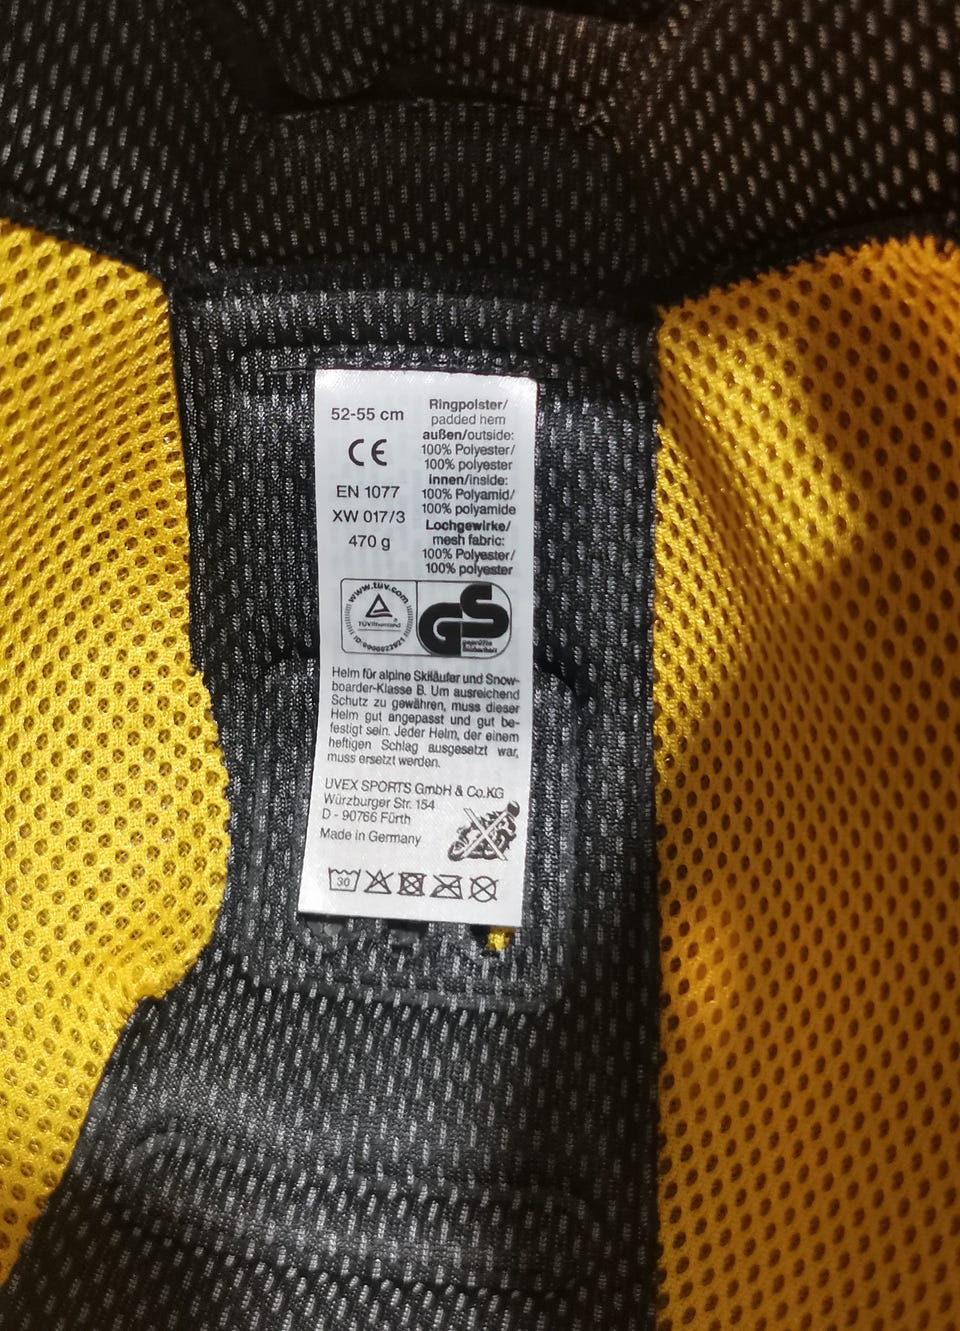 52-55 cm
CE
EN 1077
XW 017/3
470 g
Ringpolster/
padded hem
außen/outside:
100% Polyester/
100% polyester
innen/inside:
100% Polyamid/
100% polyamide
Lochgewirke/
mesh fabric:
100% Polyester/
100% polyester
www.tuv.com
TÜVRheinland
ID:0000023921
GS
geprüfte
Sicherheit
Helm für alpine Skiläufer und Snow-
boarder-Klasse B. Um ausreichend
Schutz zu gewähren, muss dieser
Helm gut angepasst und gut be-
festigt sein. Jeder Helm, der einem
heftigen Schlag ausgesetzt war,
muss ersetzt werden.
UVEX SPORTS GmbH & Co.KG
Würzburger Str. 154
D - 90766 Fürth
Made in Germany
30